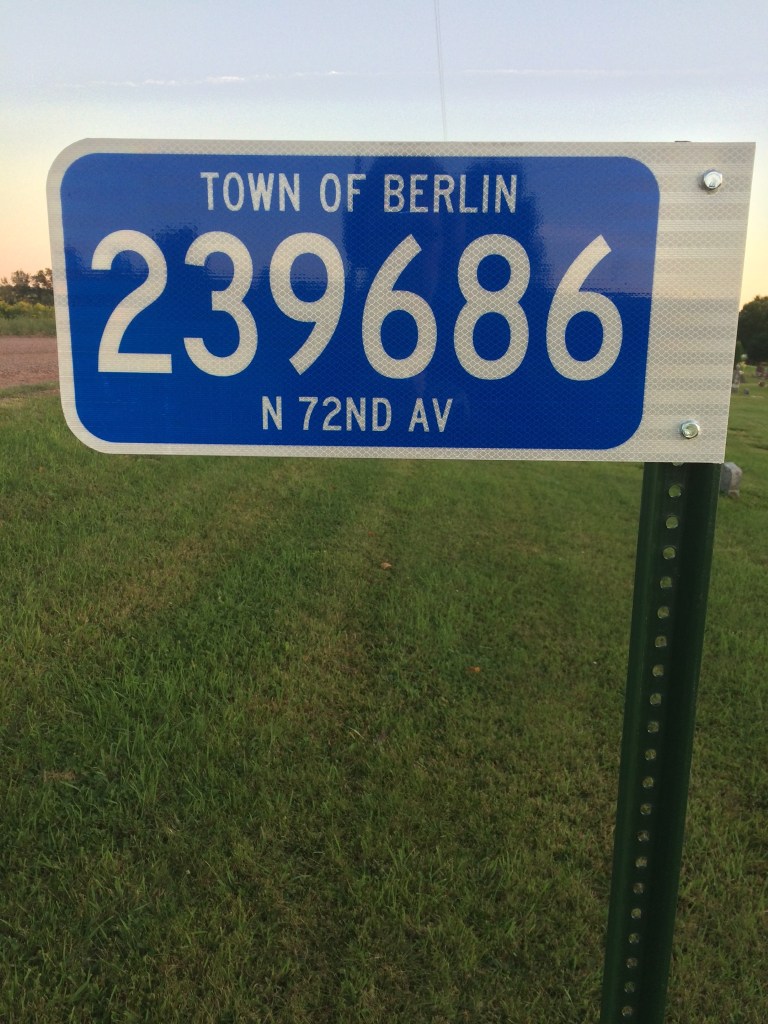 TOWN OF BERLIN
239686
N 72ND AV